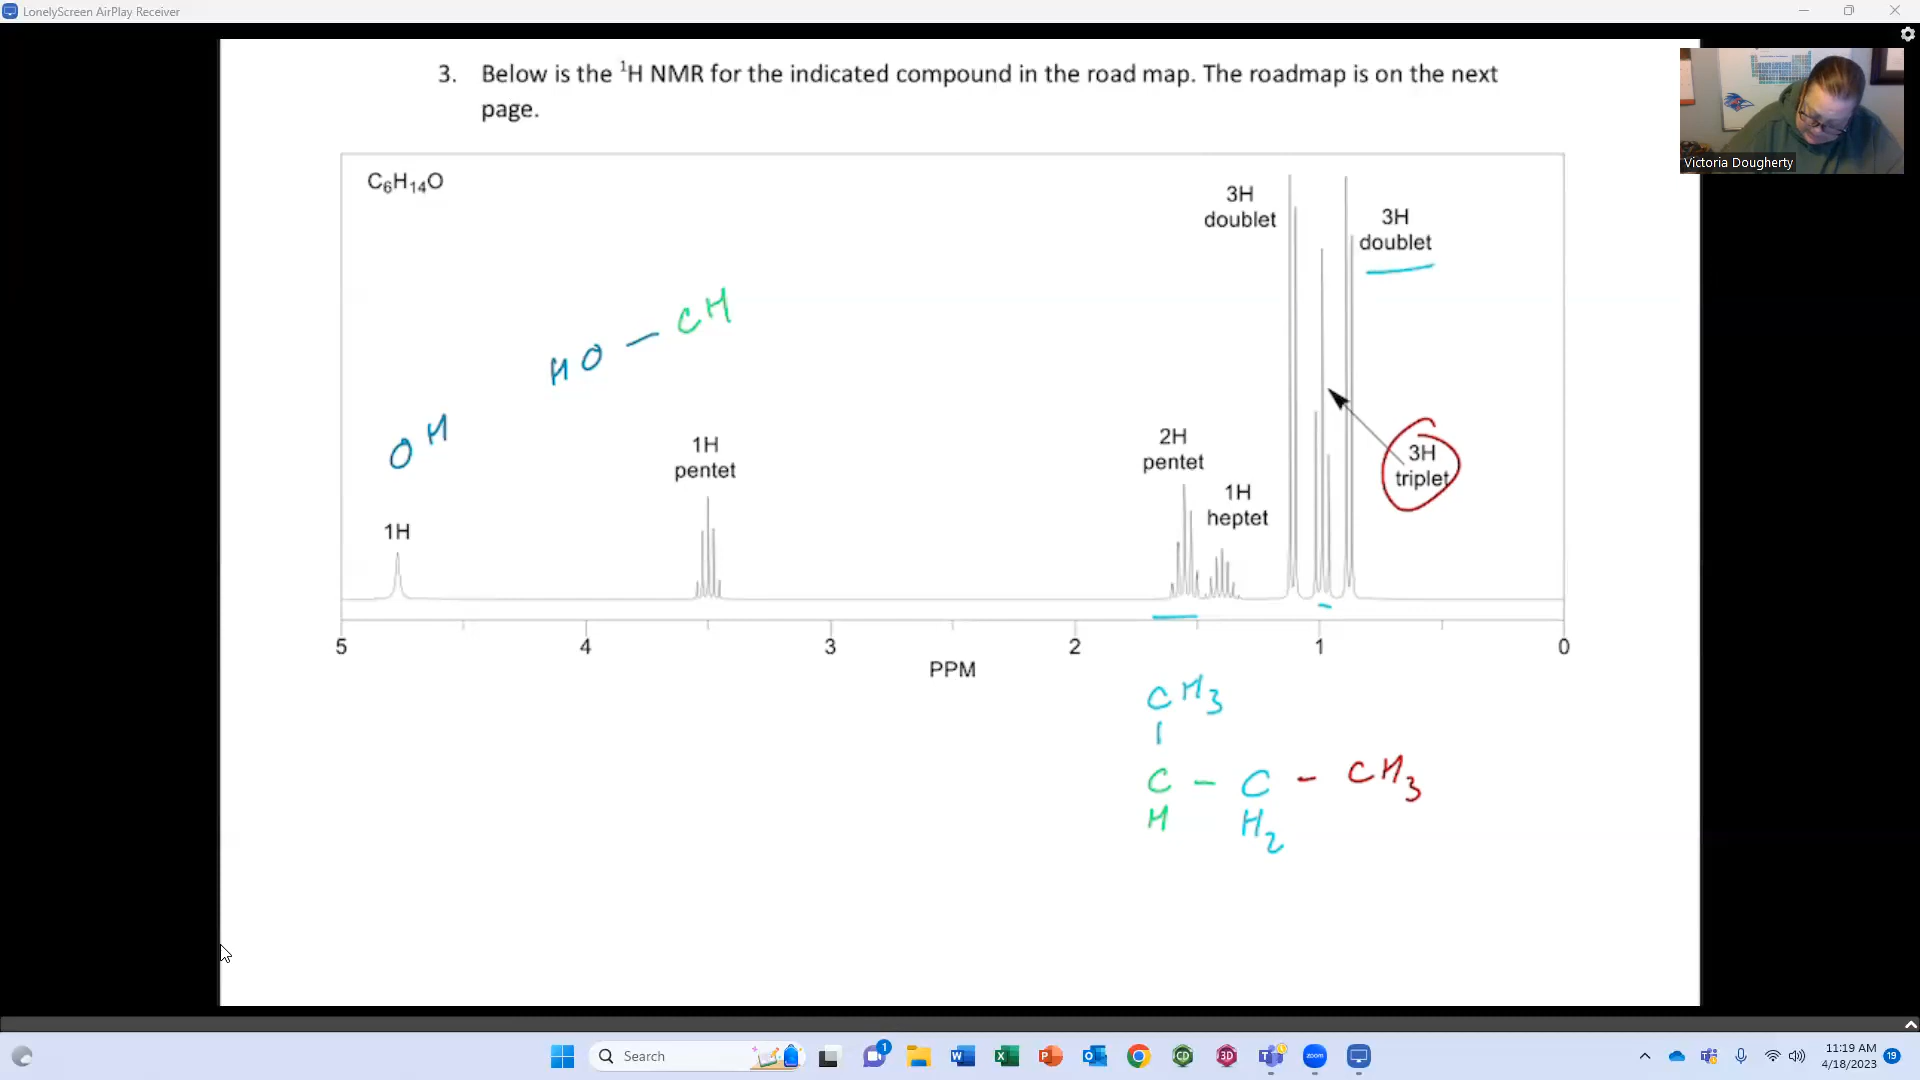 LonelyScreen AirPlay Receiver
3. Below is the ¹H NMR for the indicated compound in the road map. The roadmap is on the next
page.
Victoria Dougherty
C₆H₁₄O
3H
doublet
3H
doublet
HO - CH
OH
1H
pentet
2H
pentet
3H
triplet
1H
heptet
1H
5 4 3 2 1 0
PPM
CH₃
|
C - C - CH₃
H H₂
Search
1
11:19 AM
4/18/2023
19